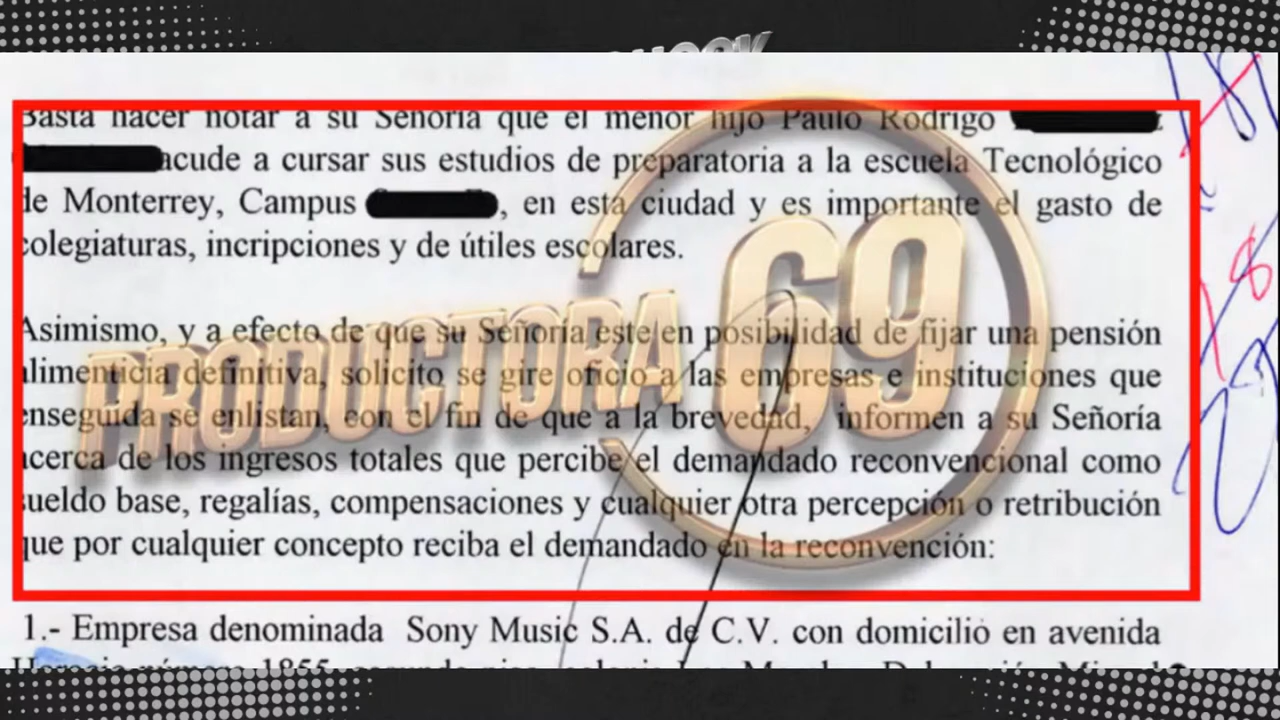 Basta hacer notar a su Señoría que el menor hijo Paulo Rodrigo
acude a cursar sus estudios de preparatoria a la escuela Tecnológico
de Monterrey, Campus , en esta ciudad y es importante el gasto de
colegiaturas, incripciones y de útiles escolares.
Asimismo, y a efecto de que su Señoría este en posibilidad de fijar una pensión
alimenticia definitiva, solicito se gire oficio a las empresas e instituciones que
enseguida se enlistan, con el fin de que a la brevedad, informen a su Señoría
acerca de los ingresos totales que percibe el demandado reconvencional como
sueldo base, regalías, compensaciones y cualquier otra percepción o retribución
que por cualquier concepto reciba el demandado en la reconvención:
PRODUCTORA 69
1.- Empresa denominada Sony Music S.A. de C.V. con domicilio en avenida